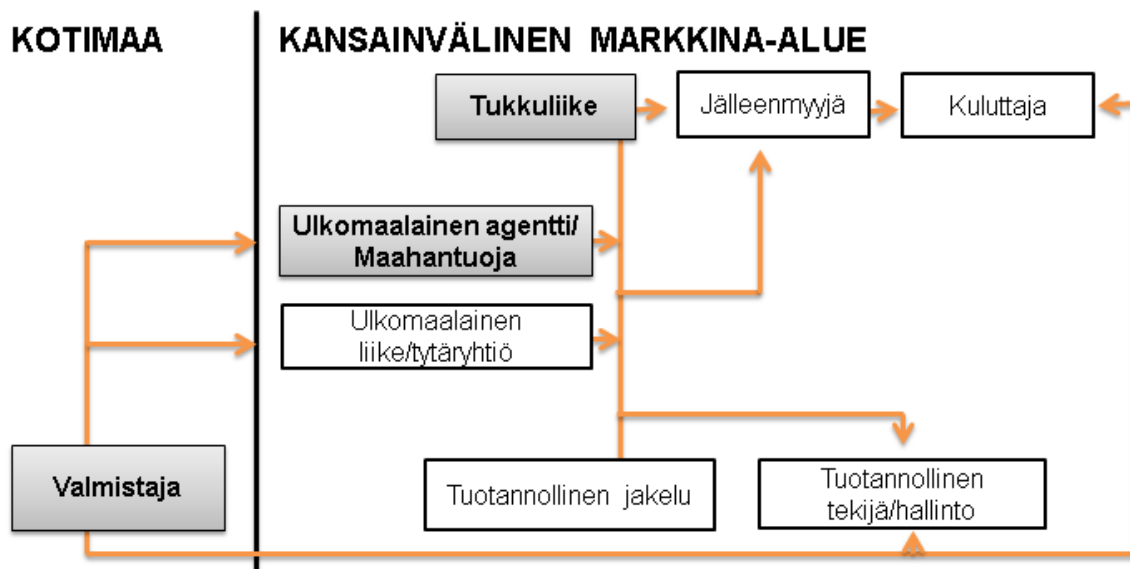 KOTIMAA
KANSAINVÄLINEN MARKKINA-ALUE
Tukkuliike
Jälleenmyyjä
Kuluttaja
Ulkomaalainen agentti/
Maahantuoja
Ulkomaalainen
liike/tytäryhtiö
Valmistaja
Tuotannollinen jakelu
Tuotannollinen
tekijä/hallinto